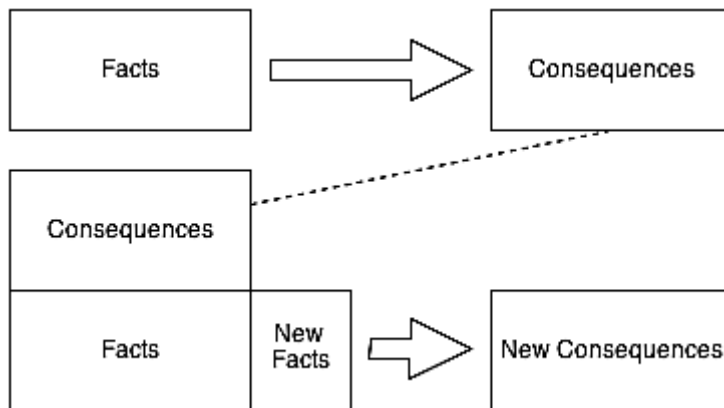 Facts
Consequences
Consequences
Facts
New
Facts
New Consequences